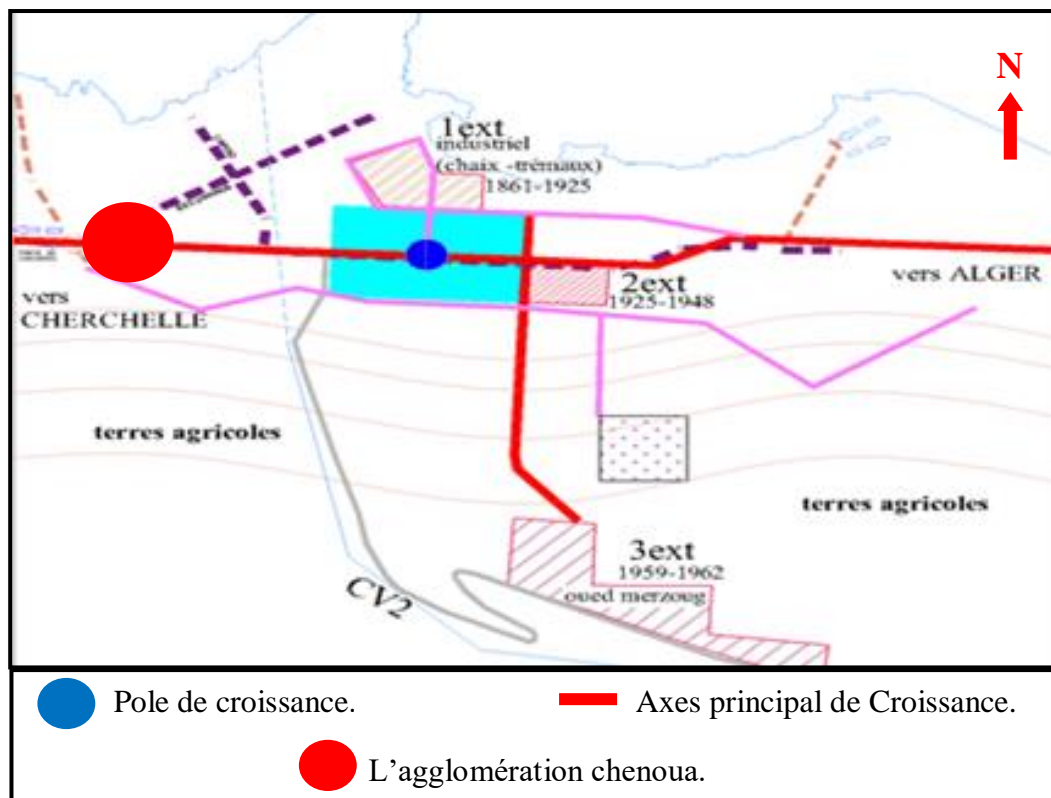 N
1ext
industriel
(chaix -trémaux)
1861-1925
2ext
1925-1948
vers ALGER
vers
CHERCHELLE
terres agricoles
terres agricoles
3ext
1959-1962
oued merzoug
CV2
Pole de croissance.
Axes principal de Croissance.
L’agglomération chenoua.